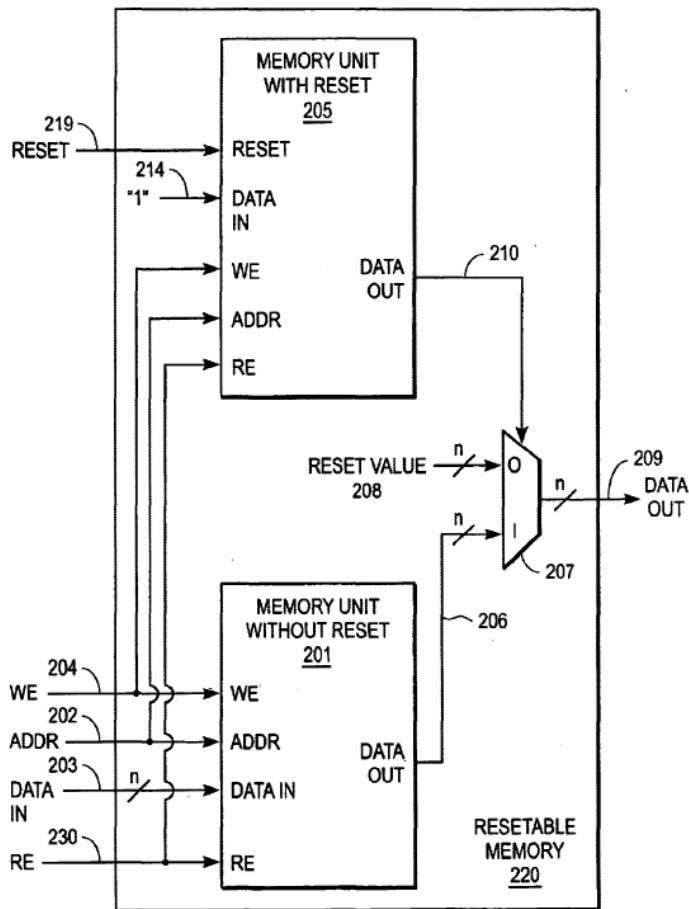 MEMORY UNIT
WITH RESET
205
219
RESET
RESET
214
"1"
DATA
IN
WE
210
DATA
OUT
ADDR
RE
n
RESET VALUE
208
O
n
209
DATA
OUT
n
I
207
206
MEMORY UNIT
WITHOUT RESET
201
204
WE
WE
202
ADDR
ADDR
DATA
OUT
203
n
DATA
IN
DATA IN
230
RE
RE
RESETABLE
MEMORY
220